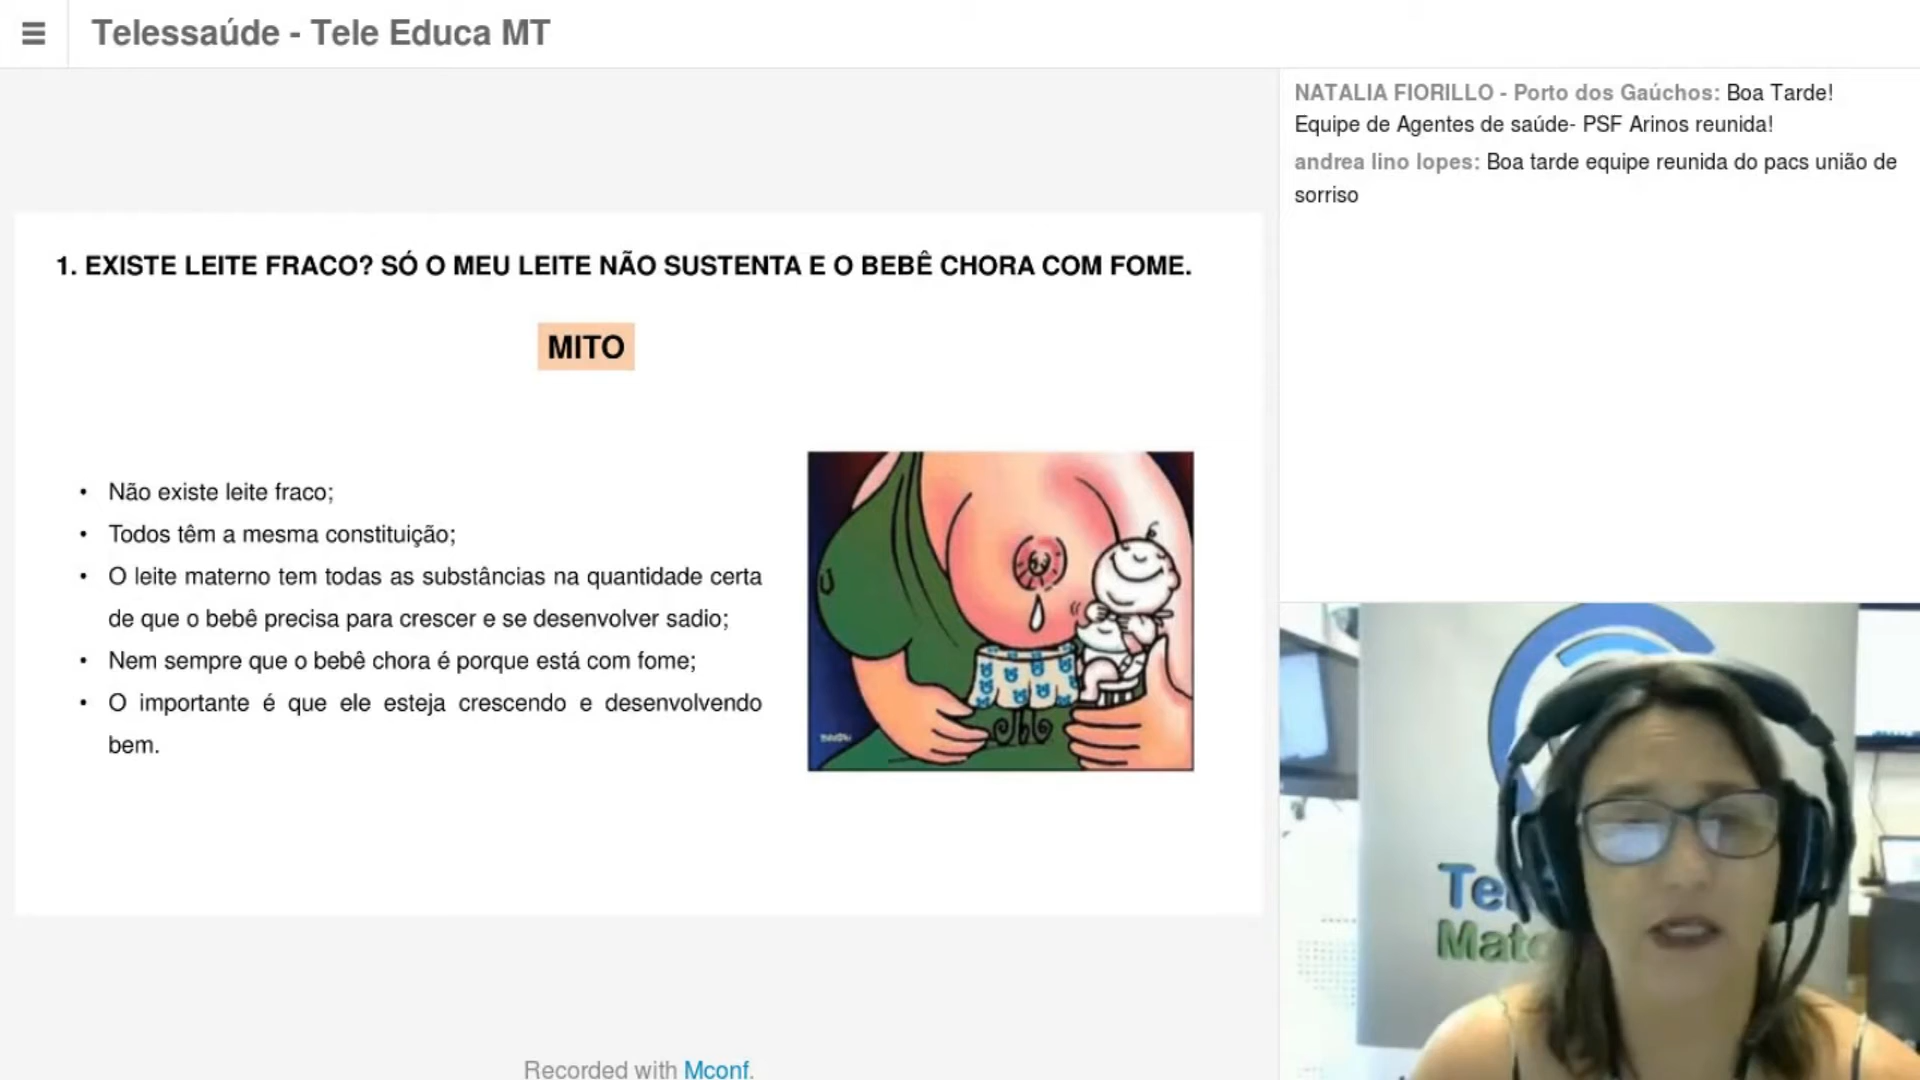 Telessaúde - Tele Educa MT
NATALIA FIORILLO - Porto dos Gaúchos: Boa Tarde!
Equipe de Agentes de saúde- PSF Arinos reunida!
andrea lino lopes: Boa tarde equipe reunida do pacs união de
sorriso
1. EXISTE LEITE FRACO? SÓ O MEU LEITE NÃO SUSTENTA E O BEBÊ CHORA COM FOME.
MITO
• Não existe leite fraco;
• Todos têm a mesma constituição;
• O leite materno tem todas as substâncias na quantidade certa
de que o bebê precisa para crescer e se desenvolver sadio;
• Nem sempre que o bebê chora é porque está com fome;
• O importante é que ele esteja crescendo e desenvolvendo
bem.
Recorded with Mconf.